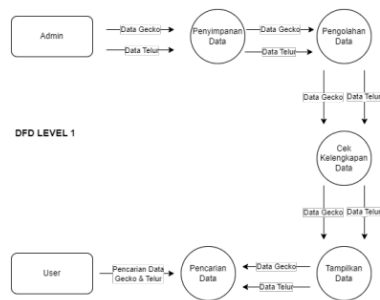 Admin
Data Gecko
Data Telur
Penyimpanan
Data
Data Gecko
Data Telur
Pengolahan
Data
Data Gecko
Data Telur
DFD LEVEL 1
Cek
Kelengkapan
Data
Data Gecko
Data Telur
User
Pencarian Data
Gecko & Telur
Pencarian
Data
Data Gecko
Data Telur
Tampilkan
Data